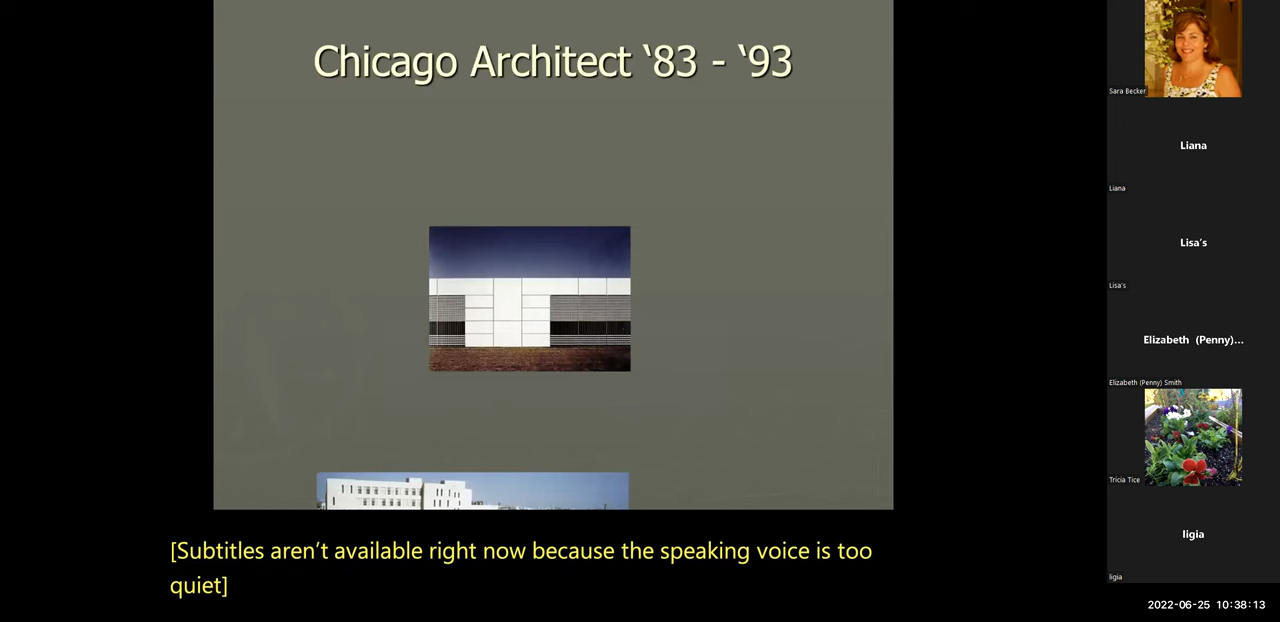 Chicago Architect ‘83 - ‘93
Sara Becker
Liana
Liana
Lisa’s
Lisa’s
Elizabeth (Penny)...
Elizabeth (Penny) Smith
Tricia Tice
ligia
ligia
[Subtitles aren’t available right now because the speaking voice is too
quiet]
2022-06-25 10:38:13